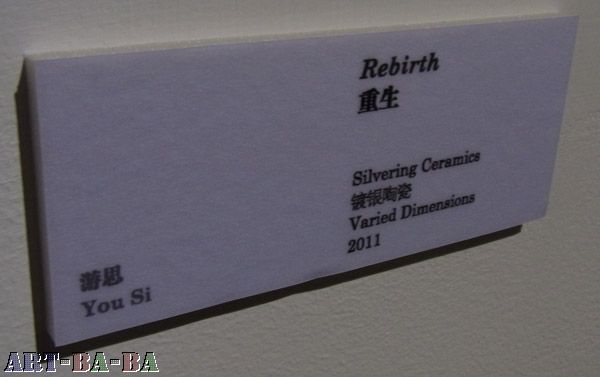 Rebirth
重生
Silvering Ceramics
镀银陶瓷
Varied Dimensions
2011
游思
You Si
ART-BA-BA